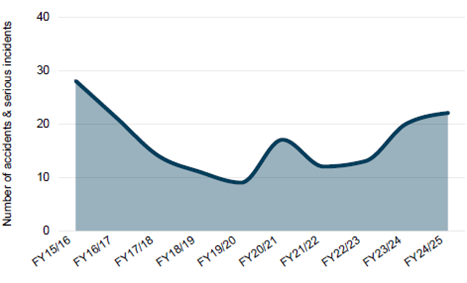 Number of accidents & serious incidents
40
30
20
10
0
FY15/16
FY16/17
FY17/18
FY18/19
FY19/20
FY20/21
FY21/22
FY22/23
FY23/24
FY24/25